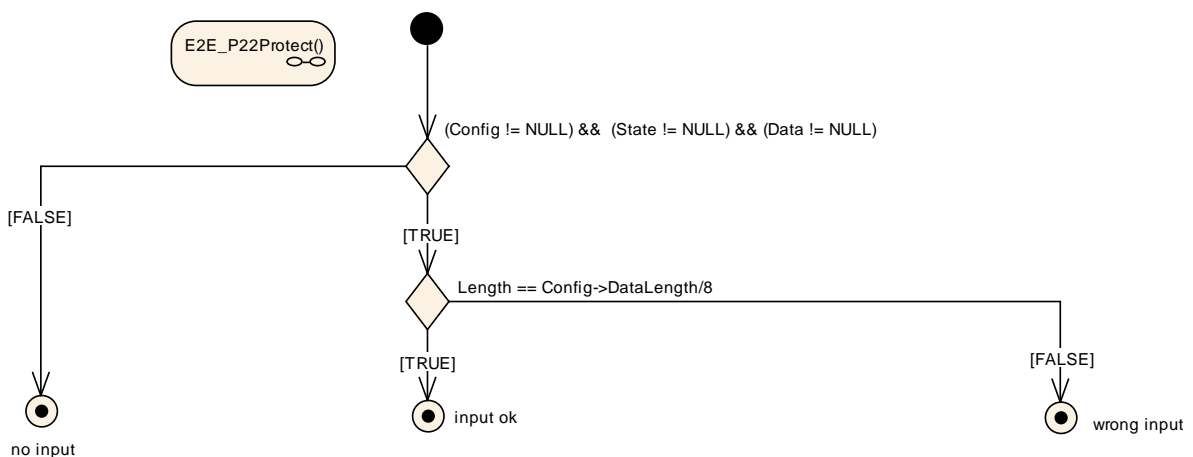 E2E_P22Protect()
(Config != NULL) &&  (State != NULL) && (Data != NULL)
[FALSE]
[TRUE]
Length == Config->DataLength/8
[TRUE]
[FALSE]
input ok
wrong input
no input